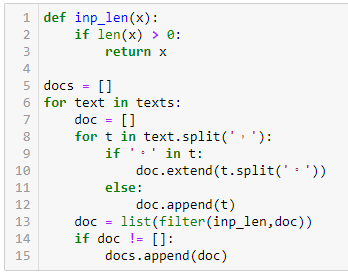 1 def inp_len(x):
2     if len(x) > 0:
3         return x
4
5 docs = []
6 for text in texts:
7     doc = []
8     for t in text.split('，'):
9         if '。' in t:
10             doc.extend(t.split('。'))
11         else:
12             doc.append(t)
13     doc = list(filter(inp_len,doc))
14     if doc != []:
15         docs.append(doc)